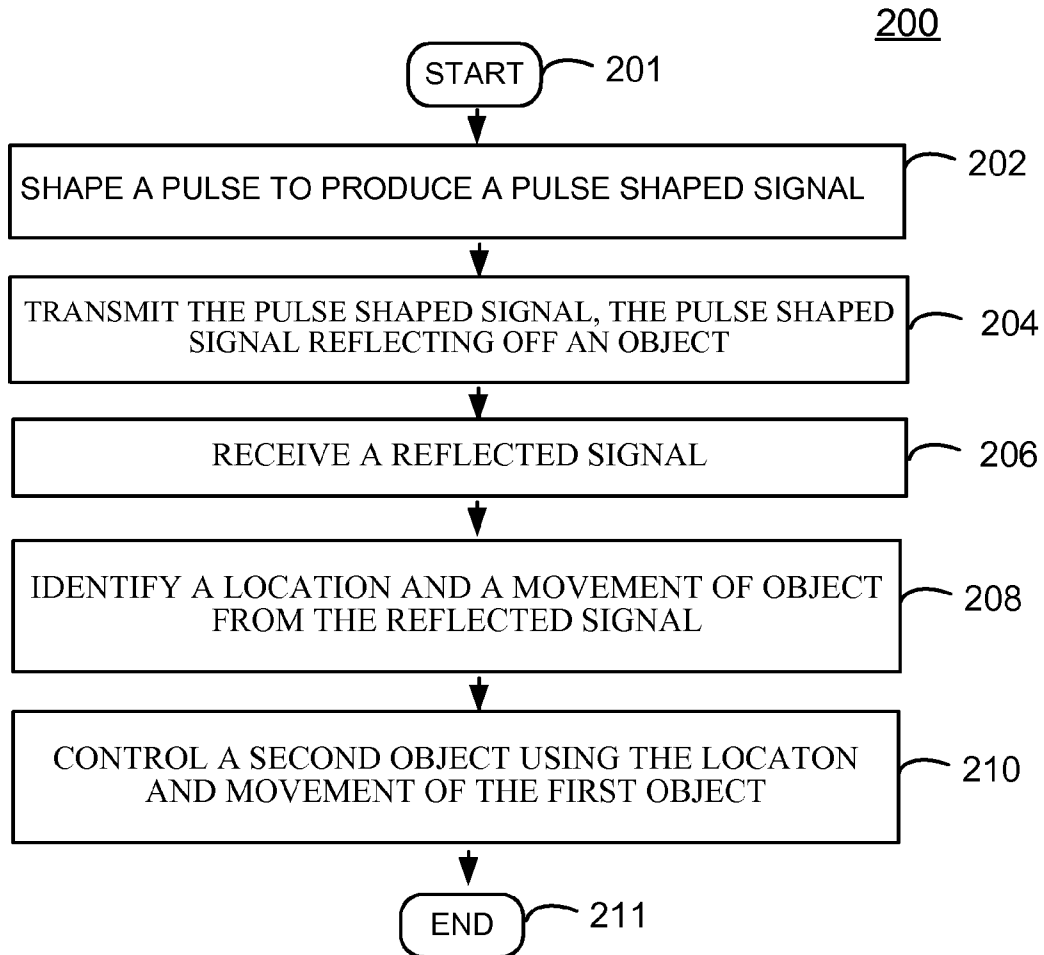 200
START
201
SHAPE A PULSE TO PRODUCE A PULSE SHAPED SIGNAL
202
TRANSMIT THE PULSE SHAPED SIGNAL, THE PULSE SHAPED
SIGNAL REFLECTING OFF AN OBJECT
204
RECEIVE A REFLECTED SIGNAL
206
IDENTIFY A LOCATION AND A MOVEMENT OF OBJECT
FROM THE REFLECTED SIGNAL
208
CONTROL A SECOND OBJECT USING THE LOCATON
AND MOVEMENT OF THE FIRST OBJECT
210
END
211